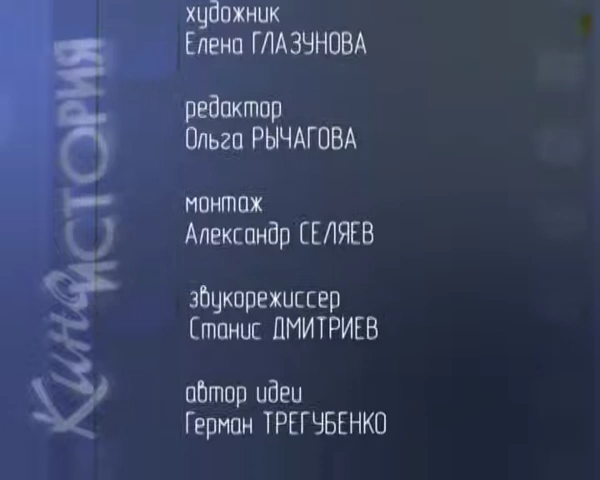 художник
Елена ГЛАЗУНОВА
редактор
Ольга РЫЧАГОВА
монтаж
Александр СЕЛЯЕВ
звукорежиссер
Станис ДМИТРИЕВ
автор идеи
Герман ТРЕГУБЕНКО
Кино
ИСТОРИЯ